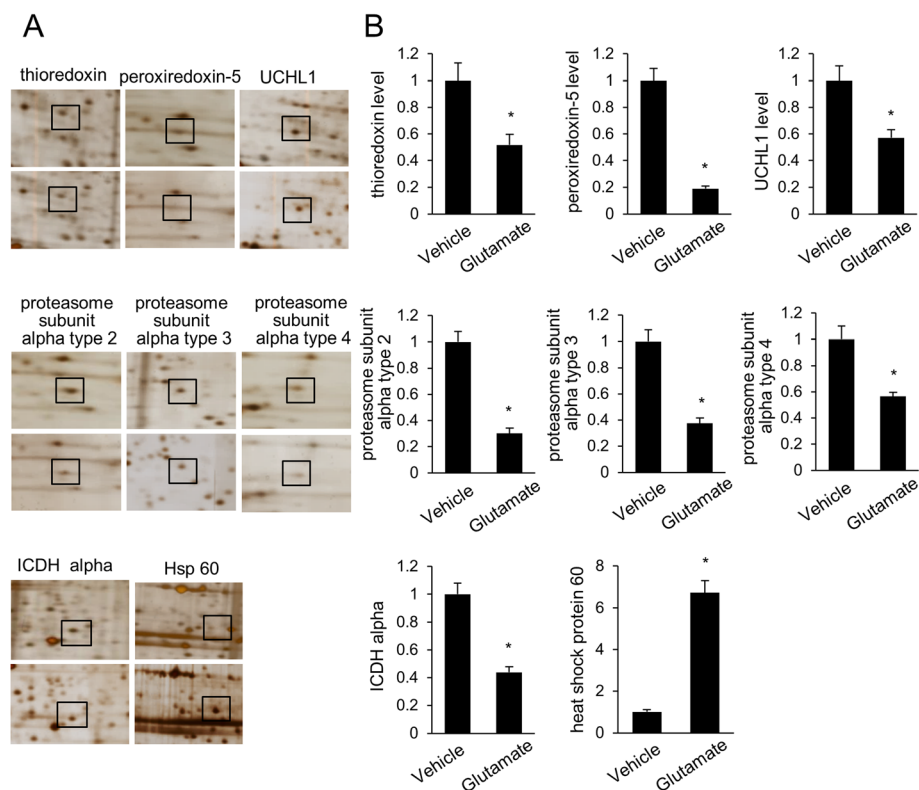 A
B
thioredoxin
peroxiredoxin-5
UCHL1
proteasome
subunit
alpha type 2
proteasome
subunit
alpha type 3
proteasome
subunit
alpha type 4
ICDH alpha
Hsp 60
thioredoxin level
1.2
1
0.8
0.6
0.4
0.2
0
*
Vehicle
Glutamate
peroxiredoxin-5 level
1.2
1
0.8
0.6
0.4
0.2
0
*
Vehicle
Glutamate
UCHL1 level
1.2
1
0.8
0.6
0.4
0.2
0
*
Vehicle
Glutamate
proteasome subunit
alpha type 2
1.2
1
0.8
0.6
0.4
0.2
0
*
Vehicle
Glutamate
proteasome subunit
alpha type 3
1.2
1
0.8
0.6
0.4
0.2
0
*
Vehicle
Glutamate
proteasome subunit
alpha type 4
1.2
1
0.8
0.6
0.4
0.2
0
*
Vehicle
Glutamate
ICDH alpha
1.2
1
0.8
0.6
0.4
0.2
0
*
Vehicle
Glutamate
heat shock protein 60
8
6
4
2
0
*
Vehicle
Glutamate